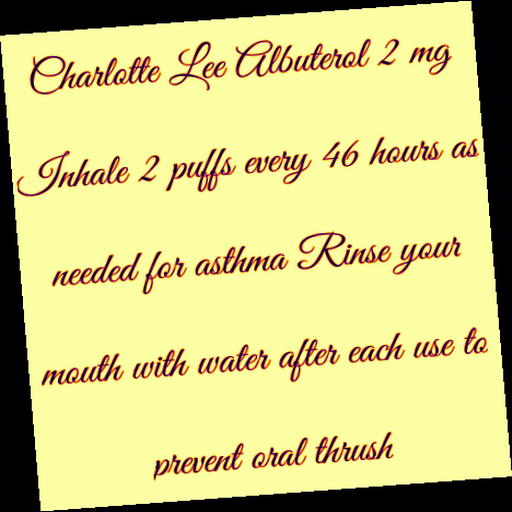 Charlotte Lee Albuterol 2 mg
Inhale 2 puffs every 46 hours as
needed for asthma Rinse your
mouth with water after each use to
prevent oral thrush